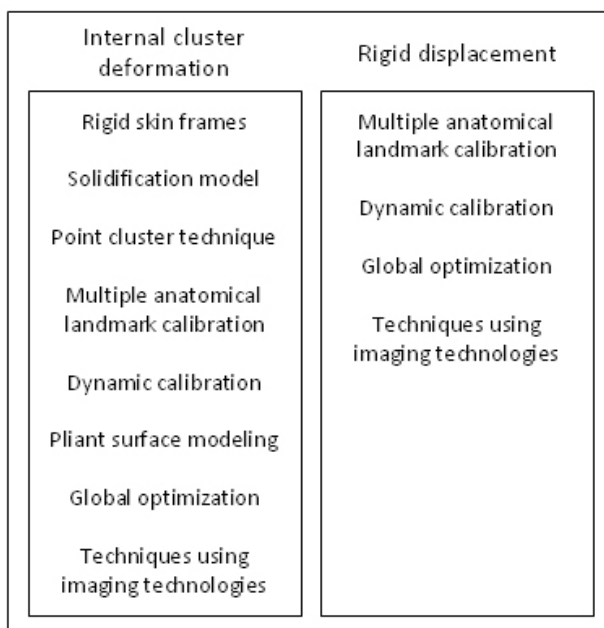 Internal cluster
deformation
Rigid skin frames
Solidification model
Point cluster technique
Multiple anatomical
landmark calibration
Dynamic calibration
Pliant surface modeling
Global optimization
Techniques using
imaging technologies
Rigid displacement
Multiple anatomical
landmark calibration
Dynamic calibration
Global optimization
Techniques using
imaging technologies